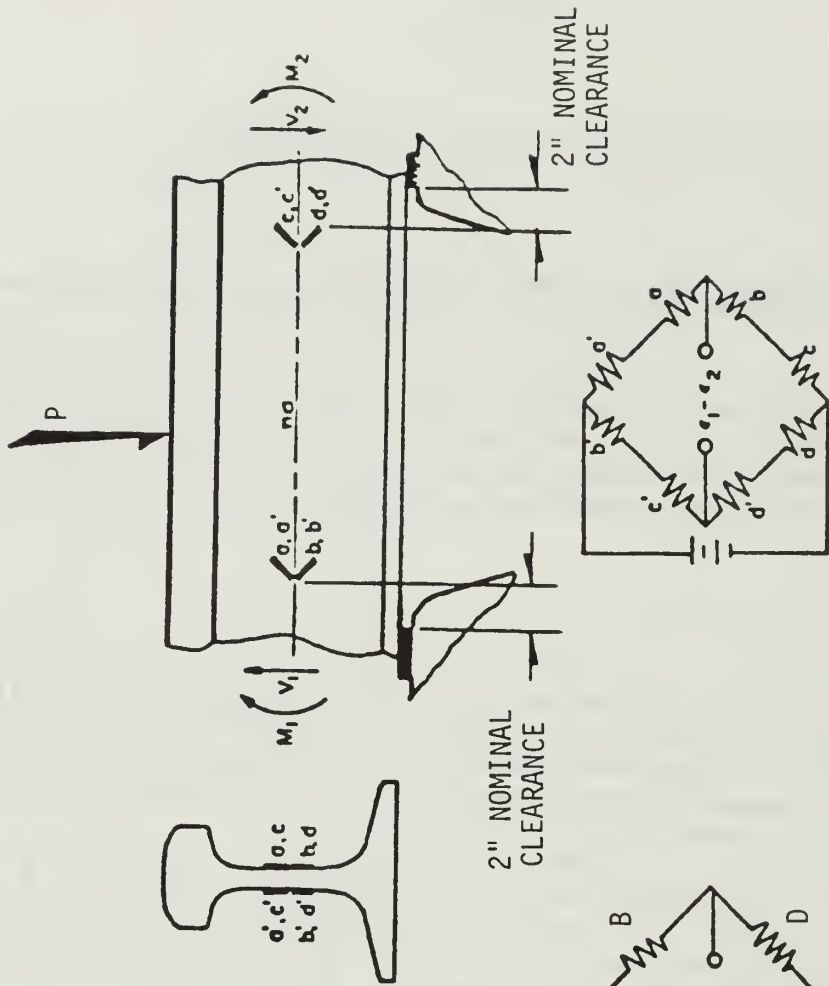 P
M₁
V₁
a, a'
b, b'
na
c, c'
d, d'
V₂
M₂
a', c'
b', d'
a, c
b, d
2" NOMINAL
CLEARANCE
2" NOMINAL
CLEARANCE
b'
a'
a
c'
e₁ - e₂
b
d'
d
c
B
D